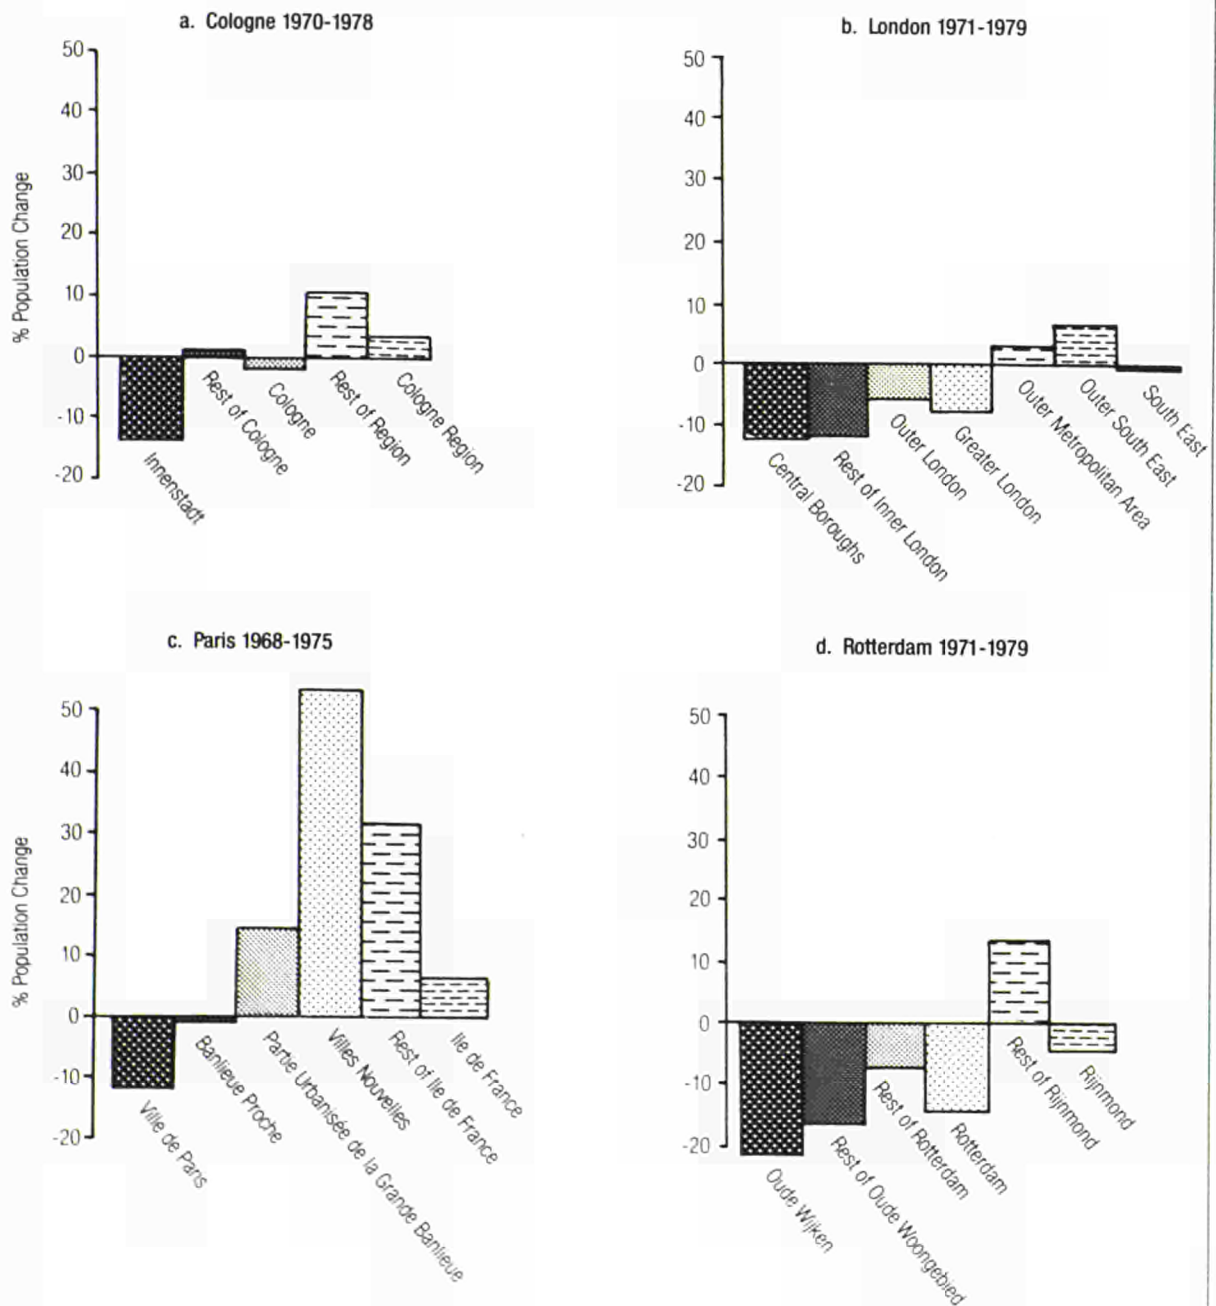 a. Cologne 1970-1978
% Population Change
50
40
30
20
10
0
-10
-20
Innenstadt
Rest of Cologne
Cologne
Rest of Region
Cologne Region
b. London 1971-1979
50
40
30
20
10
0
-10
-20
Central Boroughs
Rest of Inner London
Outer London
Greater London
Outer Metropolitan Area
Outer South East
South East
c. Paris 1968-1975
% Population Change
50
40
30
20
10
0
-10
-20
Ville de Paris
Banlieue Proche
Partie Urbanisée de la Grande Banlieue
Villes Nouvelles
Rest of Ile de France
Ile de France
d. Rotterdam 1971-1979
50
40
30
20
10
0
-10
-20
Oude Wijken
Rest of Oude Woongebied
Rest of Rotterdam
Rotterdam
Rest of Rijnmond
Rijnmond